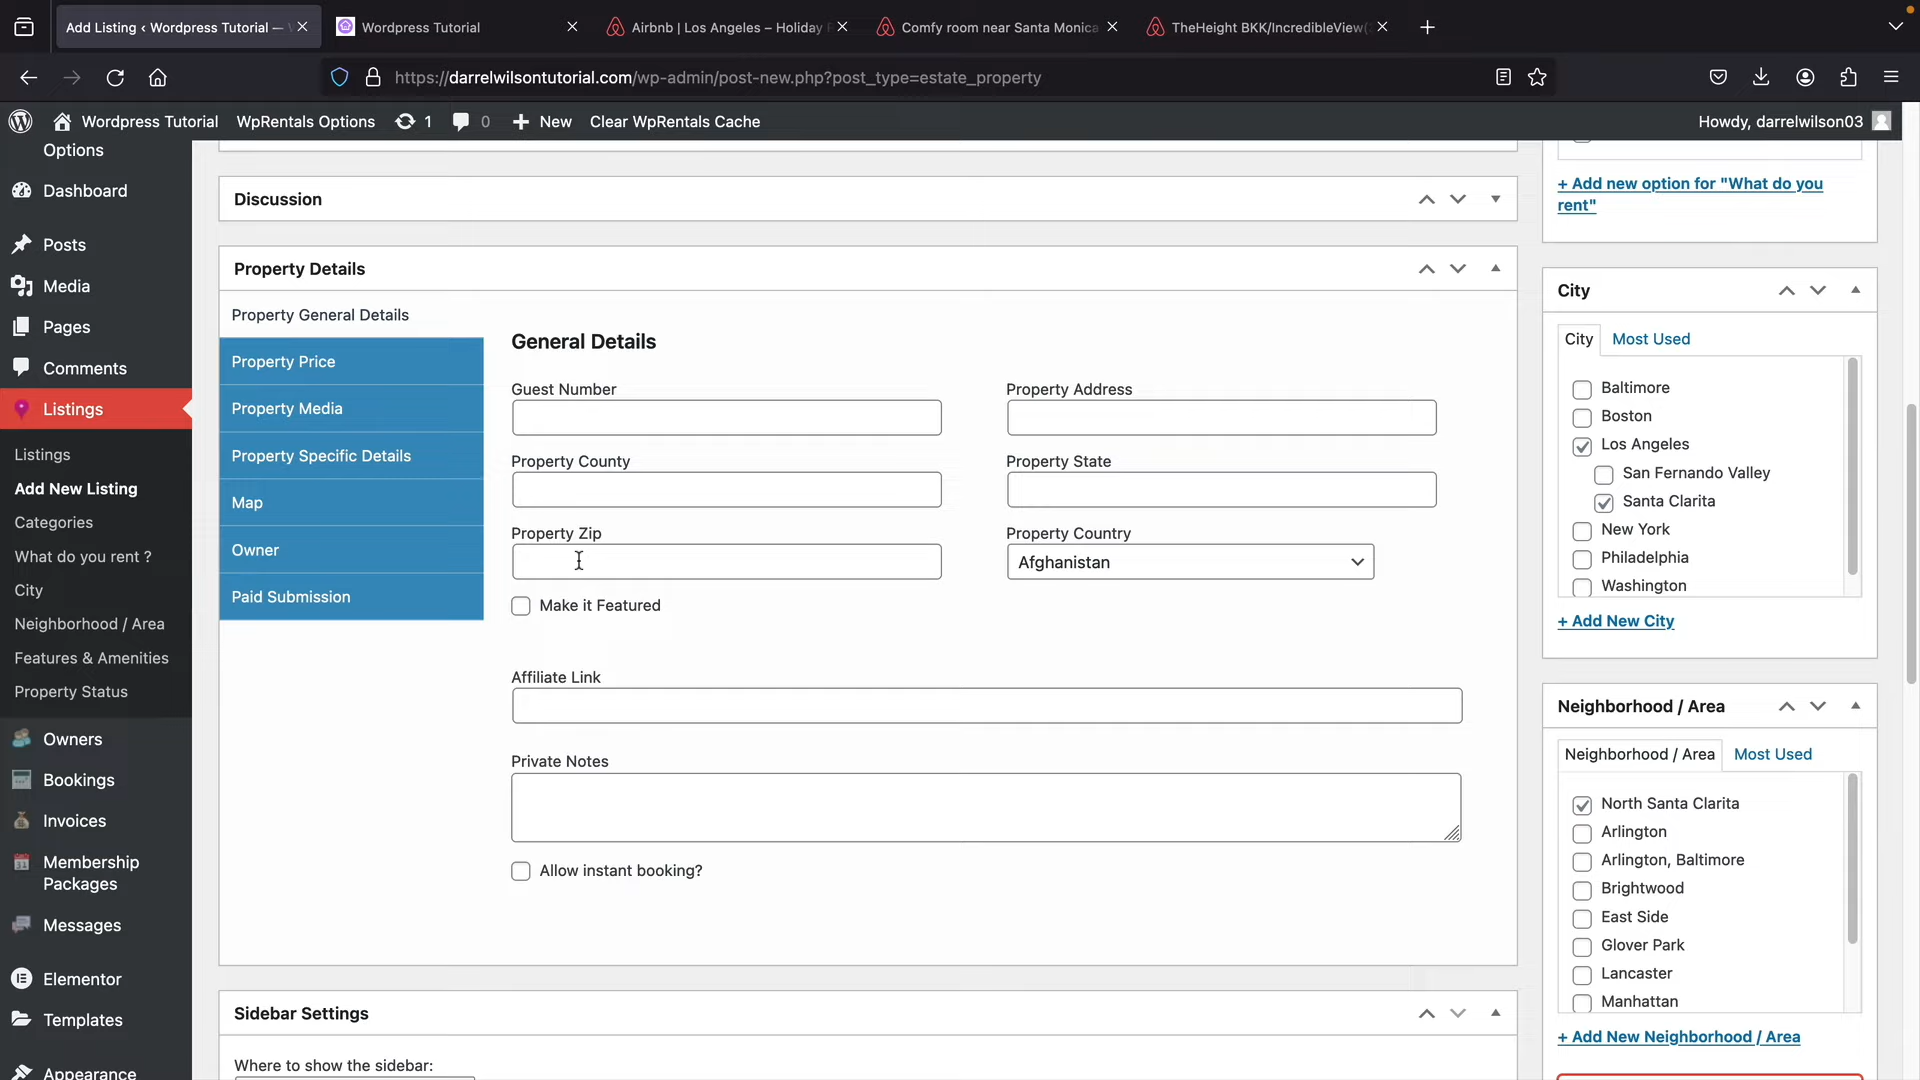 Add Listing ‹ Wordpress Tutorial —
Wordpress Tutorial
Airbnb | Los Angeles – Holiday
Comfy room near Santa Monica
TheHeight BKK/IncredibleView(
https://darrelwilsontutorial.com/wp-admin/post-new.php?post_type=estate_property
Wordpress Tutorial
WpRentals Options
1
0
New
Clear WpRentals Cache
Howdy, darrelwilson03
Options
Dashboard
Posts
Media
Pages
Comments
Listings
Listings
Add New Listing
Categories
What do you rent ?
City
Neighborhood / Area
Features & Amenities
Property Status
Owners
Bookings
Invoices
Membership
Packages
Messages
Elementor
Templates
Appearance
Discussion
Property Details
Property General Details
Property Price
Property Media
Property Specific Details
Map
Owner
Paid Submission
General Details
Guest Number
Property Address
Property County
Property State
Property Zip
Property Country
Afghanistan
Make it Featured
Affiliate Link
Private Notes
Allow instant booking?
Sidebar Settings
Where to show the sidebar:
+ Add new option for "What do you
rent"
City
City
Most Used
Baltimore
Boston
Los Angeles
San Fernando Valley
Santa Clarita
New York
Philadelphia
Washington
+ Add New City
Neighborhood / Area
Neighborhood / Area
Most Used
North Santa Clarita
Arlington
Arlington, Baltimore
Brightwood
East Side
Glover Park
Lancaster
Manhattan
+ Add New Neighborhood / Area